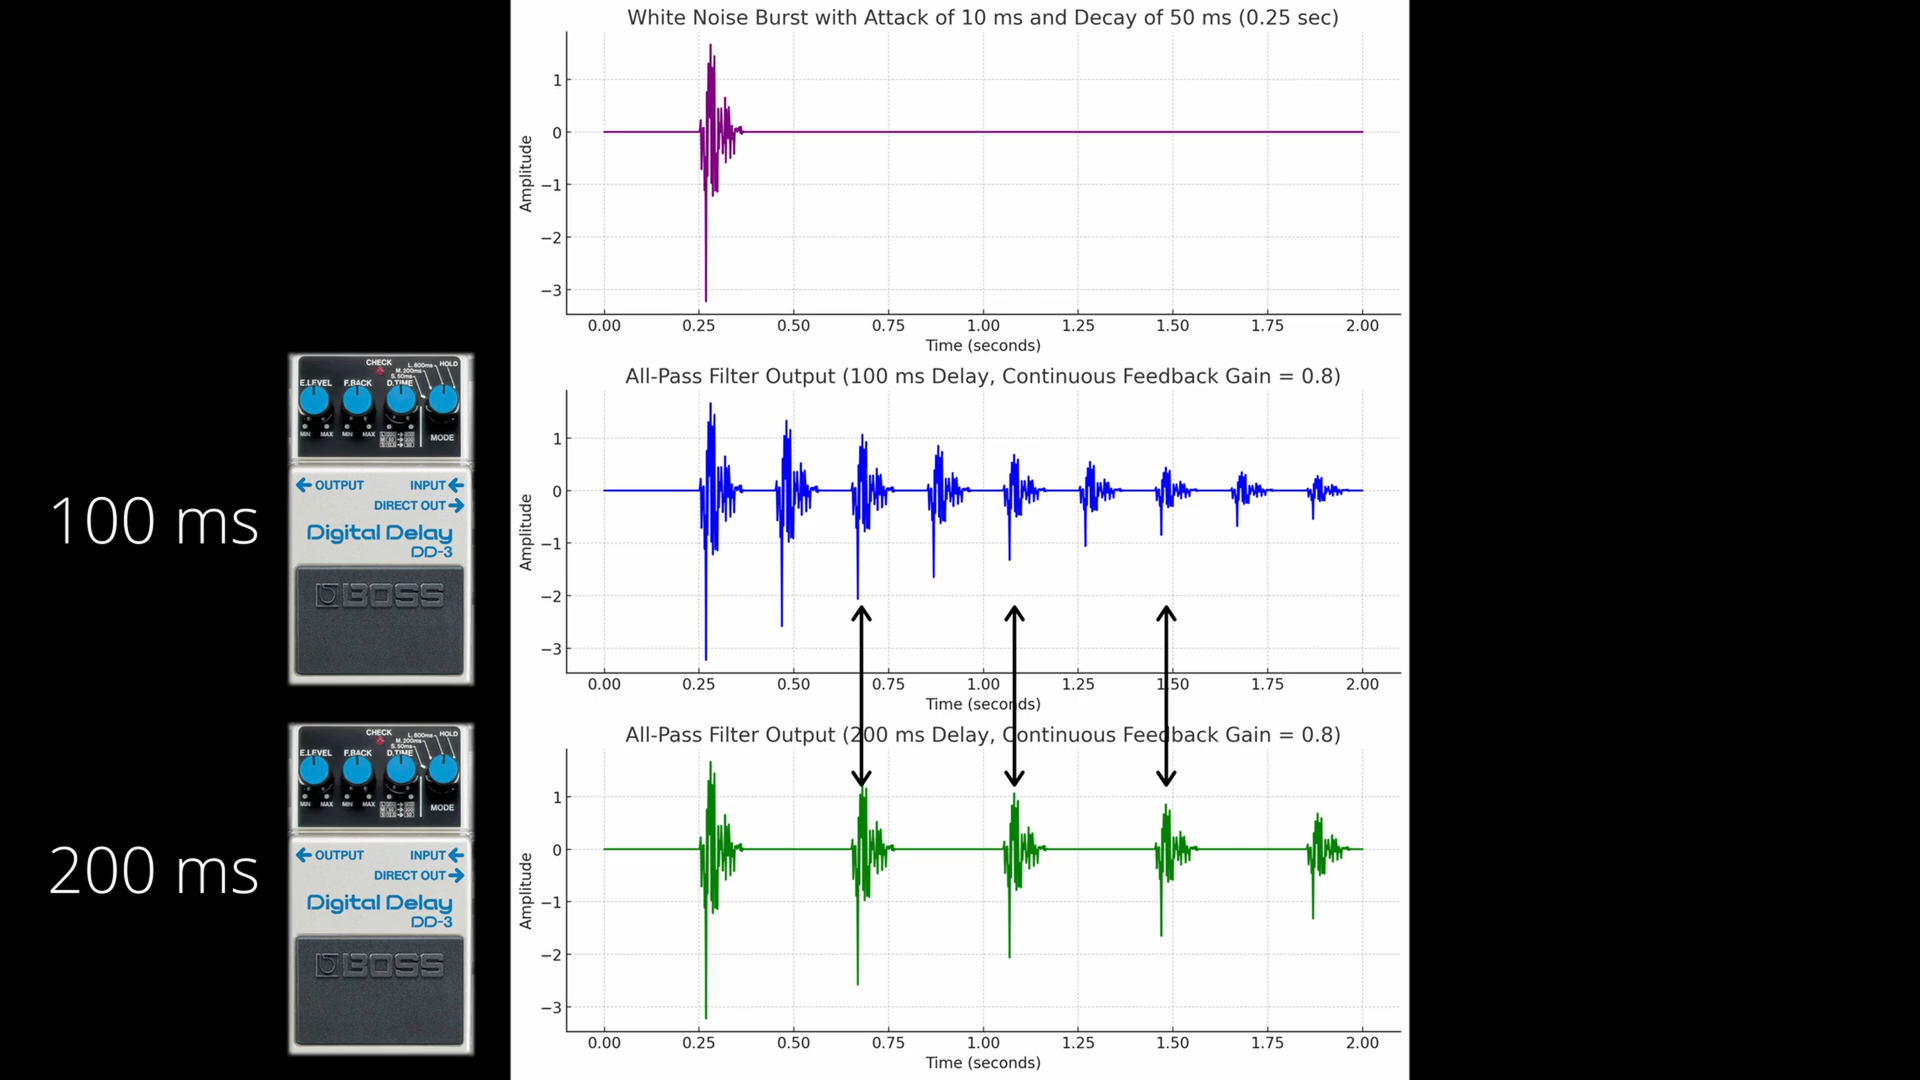 White Noise Burst with Attack of 10 ms and Decay of 50 ms (0.25 sec)
Amplitude
1
0
−1
−2
−3
0.00 0.25 0.50 0.75 1.00 1.25 1.50 1.75 2.00
Time (seconds)
All-Pass Filter Output (100 ms Delay, Continuous Feedback Gain = 0.8)
Amplitude
1
0
−1
−2
−3
0.00 0.25 0.50 0.75 1.00 1.25 1.50 1.75 2.00
Time (seconds)
All-Pass Filter Output (200 ms Delay, Continuous Feedback Gain = 0.8)
Amplitude
1
0
−1
−2
−3
0.00 0.25 0.50 0.75 1.00 1.25 1.50 1.75 2.00
Time (seconds)
100 ms
CHECK
HOLD
L.800ms
M.200ms
S.50ms
E.LEVEL F.BACK D.TIME
MIN MAX MIN MAX
MODE
OUTPUT INPUT
DIRECT OUT
Digital Delay
DD-3
BOSS
200 ms
CHECK
HOLD
L.800ms
M.200ms
S.50ms
E.LEVEL F.BACK D.TIME
MIN MAX MIN MAX
MODE
OUTPUT INPUT
DIRECT OUT
Digital Delay
DD-3
BOSS